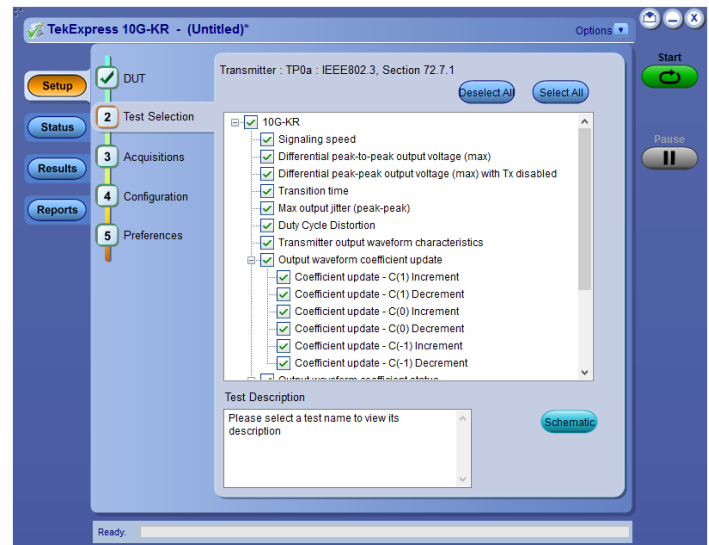 TekExpress 10G-KR - (Untitled)*
Options
Start
Pause
Setup
Status
Results
Reports
DUT
2 Test Selection
3 Acquisitions
4 Configuration
5 Preferences
Transmitter : TP0a : IEEE802.3, Section 72.7.1
Deselect All
Select All
10G-KR
Signaling speed
Differential peak-to-peak output voltage (max)
Differential peak-peak output voltage (max) with Tx disabled
Transition time
Max output jitter (peak-peak)
Duty Cycle Distortion
Transmitter output waveform characteristics
Output waveform coefficient update
Coefficient update - C(1) Increment
Coefficient update - C(1) Decrement
Coefficient update - C(0) Increment
Coefficient update - C(0) Decrement
Coefficient update - C(-1) Increment
Coefficient update - C(-1) Decrement
Output waveform coefficient status
Test Description
Please select a test name to view its
description
Schematic
Ready.